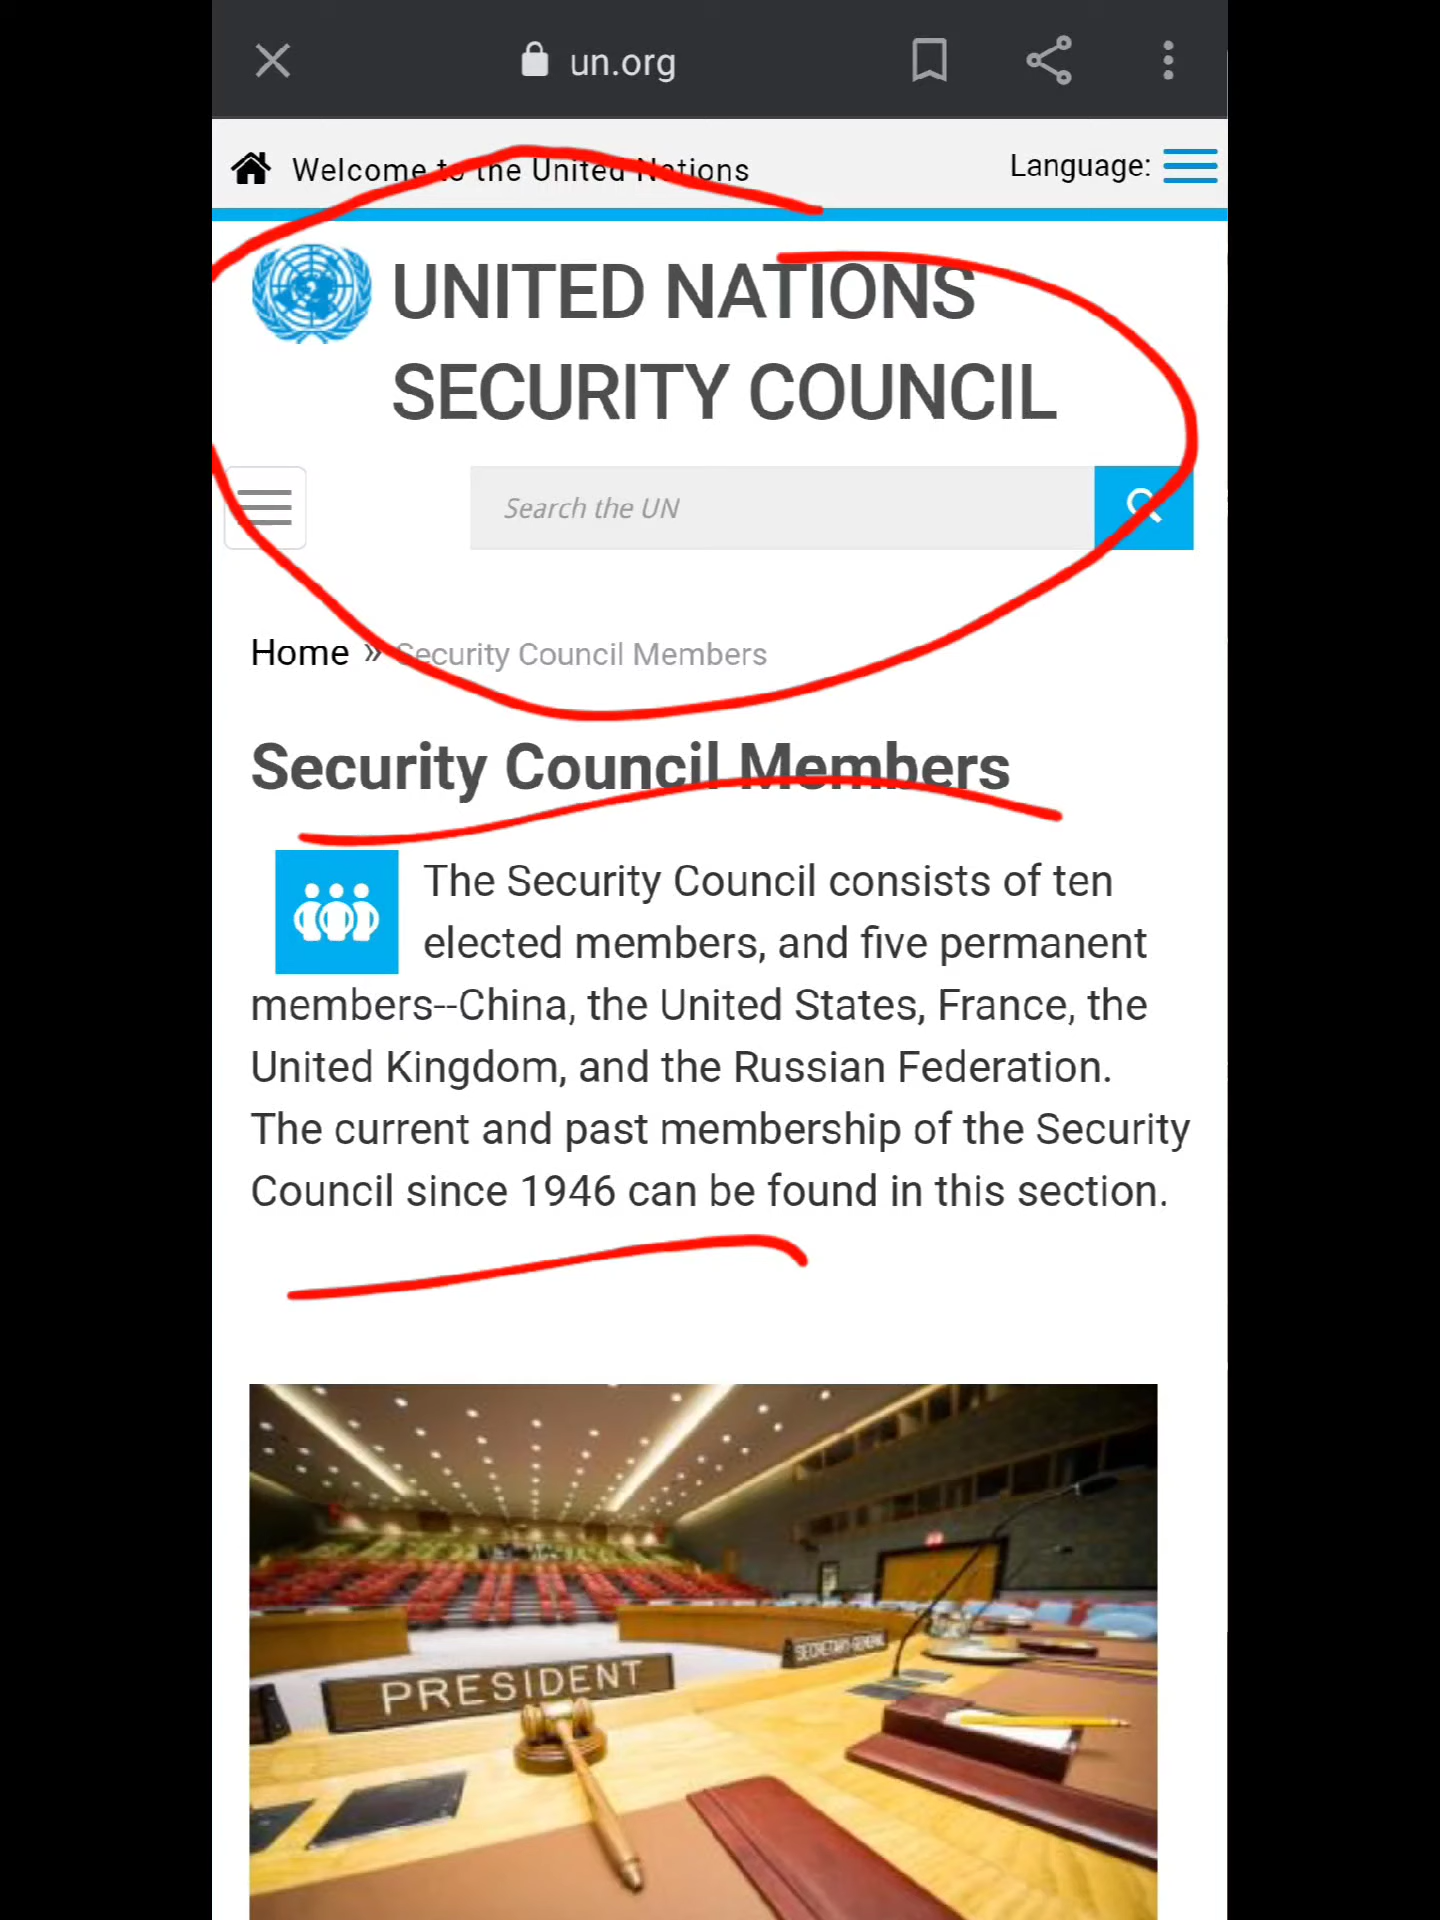 un.org
Welcome to the United Nations
Language:
UNITED NATIONS
SECURITY COUNCIL
Search the UN
Home » Security Council Members
Security Council Members
The Security Council consists of ten
elected members, and five permanent
members--China, the United States, France, the
United Kingdom, and the Russian Federation.
The current and past membership of the Security
Council since 1946 can be found in this section.
SECRETARY-GENERAL
PRESIDENT